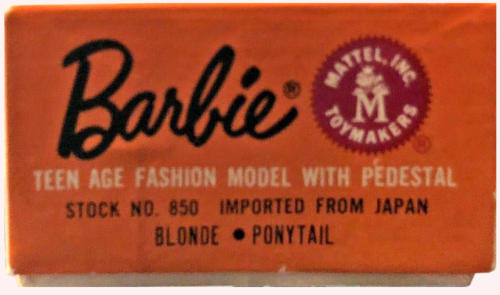 Barbie®
MATTEL, INC.
M
TOYMAKERS
®
TEEN AGE FASHION MODEL WITH PEDESTAL
STOCK NO. 850 IMPORTED FROM JAPAN
BLONDE • PONYTAIL